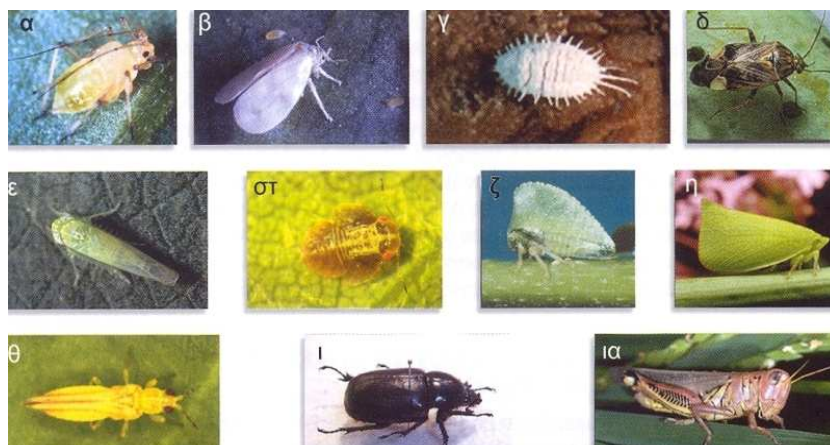 α β γ δ
ε στ ζ η
θ ι ια